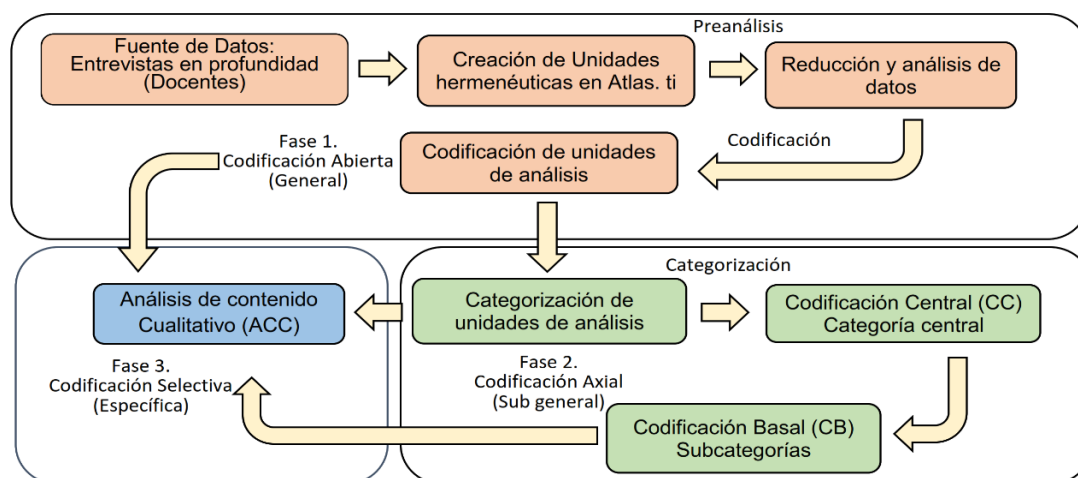 Preanálisis
Fuente de Datos:
Entrevistas en profundidad
(Docentes)
Creación de Unidades
hermenéuticas en Atlas. ti
Reducción y análisis de
datos
Codificación
Fase 1.
Codificación Abierta
(General)
Codificación de unidades
de análisis
Categorización
Análisis de contenido
Cualitativo (ACC)
Categorización de
unidades de análisis
Codificación Central (CC)
Categoría central
Fase 3.
Codificación Selectiva
(Específica)
Fase 2.
Codificación Axial
(Sub general)
Codificación Basal (CB)
Subcategorías